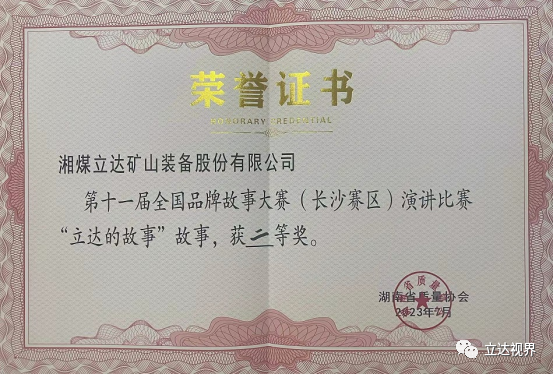 荣誉证书
HONORARY CREDENTIAL
湘煤立达矿山装备股份有限公司
第十一届全国品牌故事大赛（长沙赛区）演讲比赛
“立达的故事”故事，获二等奖。
湖南省质量协会
立达视界